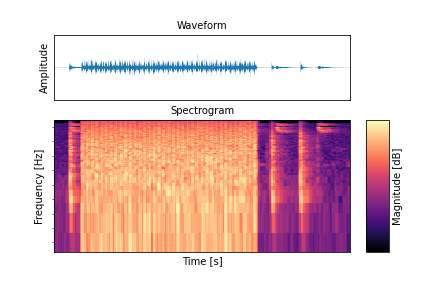 Waveform
Amplitude
Spectrogram
Frequency [Hz]
Magnitude [dB]
Time [s]